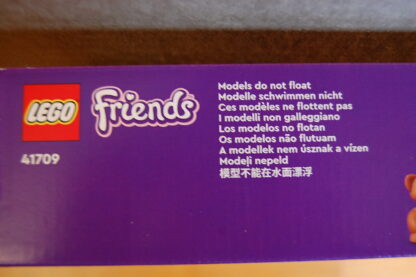 LEGO
friends
41709
Models do not float
Modelle schwimmen nicht
Ces modèles ne flottent pas
I modelli non galleggiano
Los modelos no flotan
Os modelos não flutuam
A modellek nem úsznak a vízen
Modeļi nepeld
模型不能在水面漂浮